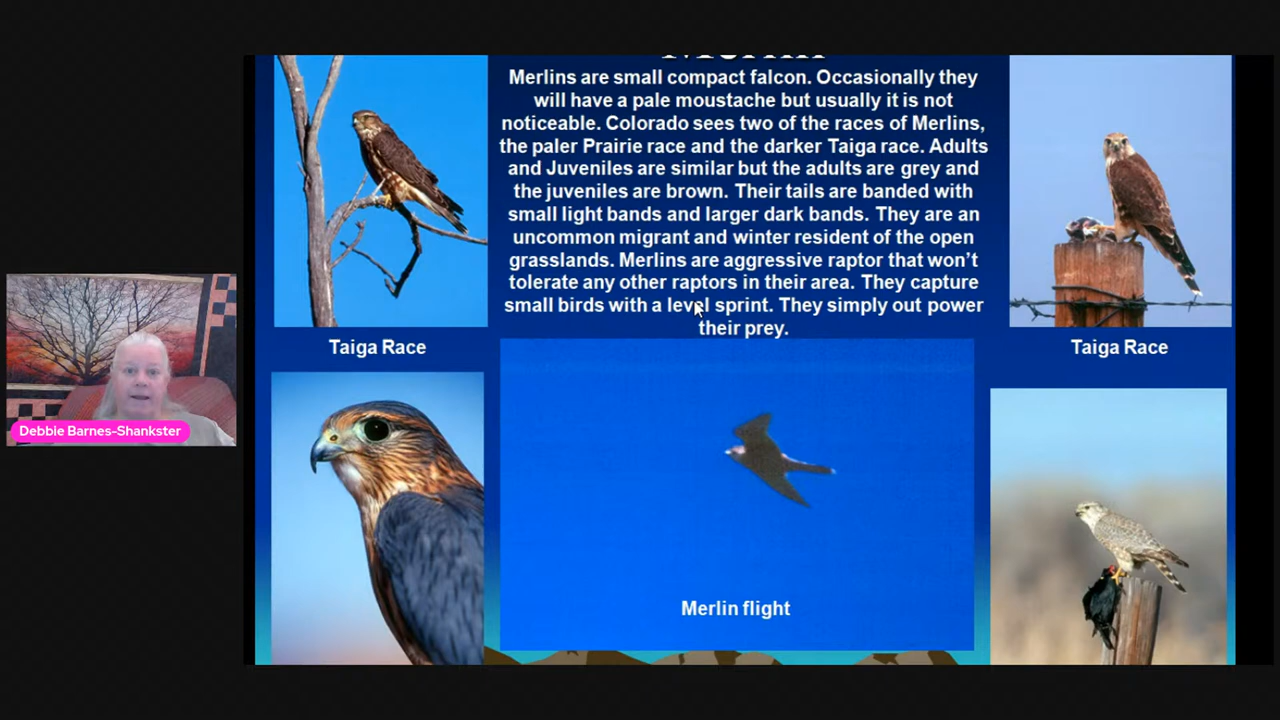 Merlin
Merlins are small compact falcon. Occasionally they
will have a pale moustache but usually it is not
noticeable. Colorado sees two of the races of Merlins,
the paler Prairie race and the darker Taiga race. Adults
and Juveniles are similar but the adults are grey and
the juveniles are brown. Their tails are banded with
small light bands and larger dark bands. They are an
uncommon migrant and winter resident of the open
grasslands. Merlins are aggressive raptor that won't
tolerate any other raptors in their area. They capture
small birds with a level sprint. They simply out power
their prey.
Taiga Race
Taiga Race
Debbie Barnes-Shankster
Merlin flight